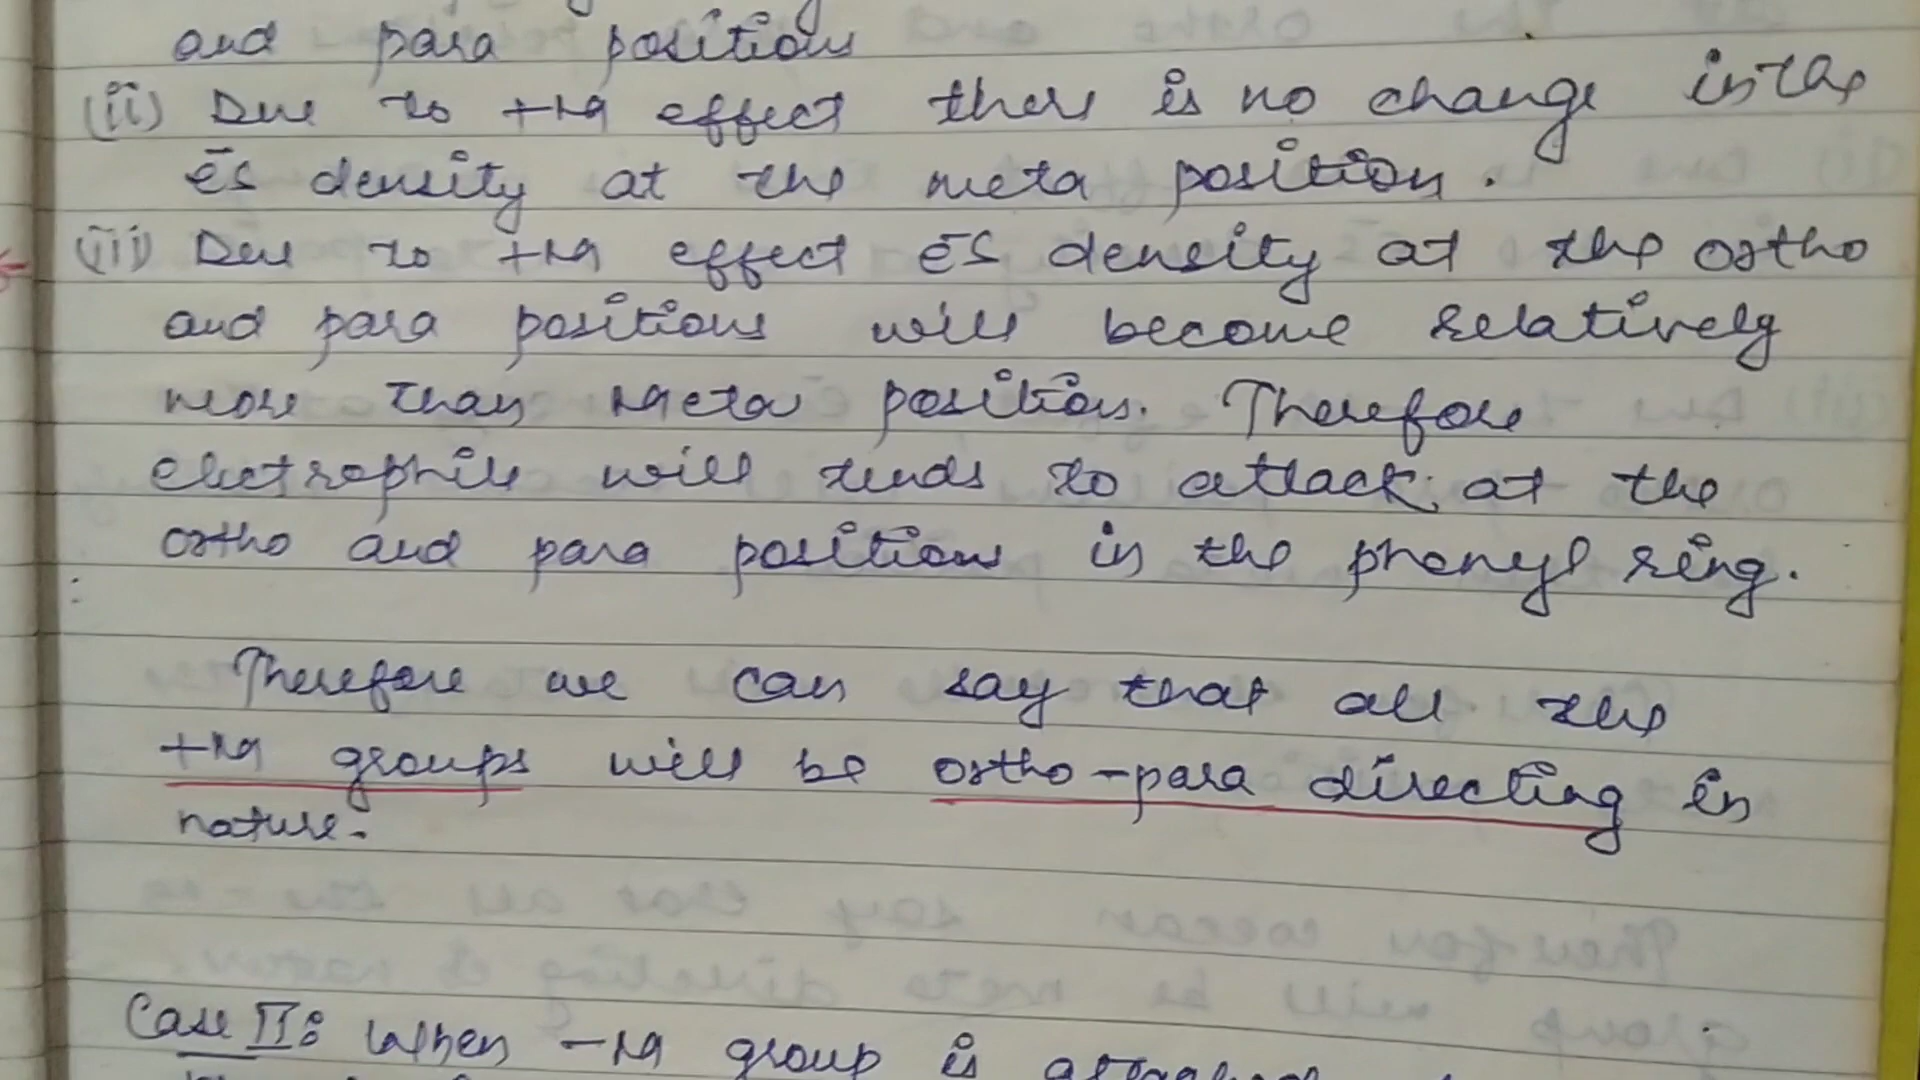 and para positions
(ii) Due to +M effect there is no change in the
ēs density at the meta position.
(iii) Due to +M effect ēs density at the ortho
and para positions will become relatively
more than Meta position. Therefore
electrophile will tends to attack at the
ortho and para positions in the phenyl ring.
Therefore we can say that all the
+M groups will be ortho-para directing in
nature.
Case II: When -M group is attached